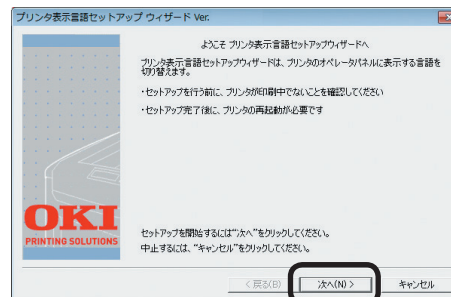 プリンタ表示言語セットアップ ウィザード Ver.
ようこそ プリンタ表示言語セットアップウィザードへ
プリンタ表示言語セットアップウィザードは、プリンタのオペレータパネルに表示する言語を
切り替えます。
・セットアップを行う前に、プリンタが印刷中でないことを確認してください
・セットアップ完了後に、プリンタの再起動が必要です
OKI
PRINTING SOLUTIONS
セットアップを開始するには"次へ"をクリックしてください。
中止するには、"キャンセル"をクリックしてください。
< 戻る(B)
次へ(N) >
キャンセル